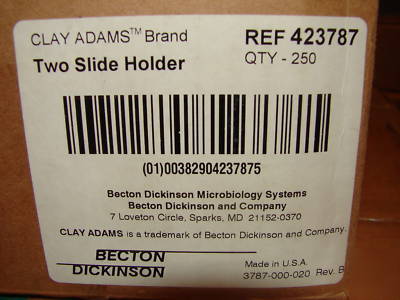 CLAY ADAMS™ Brand
REF 423787
Two Slide Holder
QTY - 250
(01)00382904237875
Becton Dickinson Microbiology Systems
Becton Dickinson and Company
7 Loveton Circle, Sparks, MD 21152-0370
CLAY ADAMS is a trademark of Becton Dickinson and Company.
BECTON
DICKINSON
Made in U.S.A.
3787-000-020 Rev. B